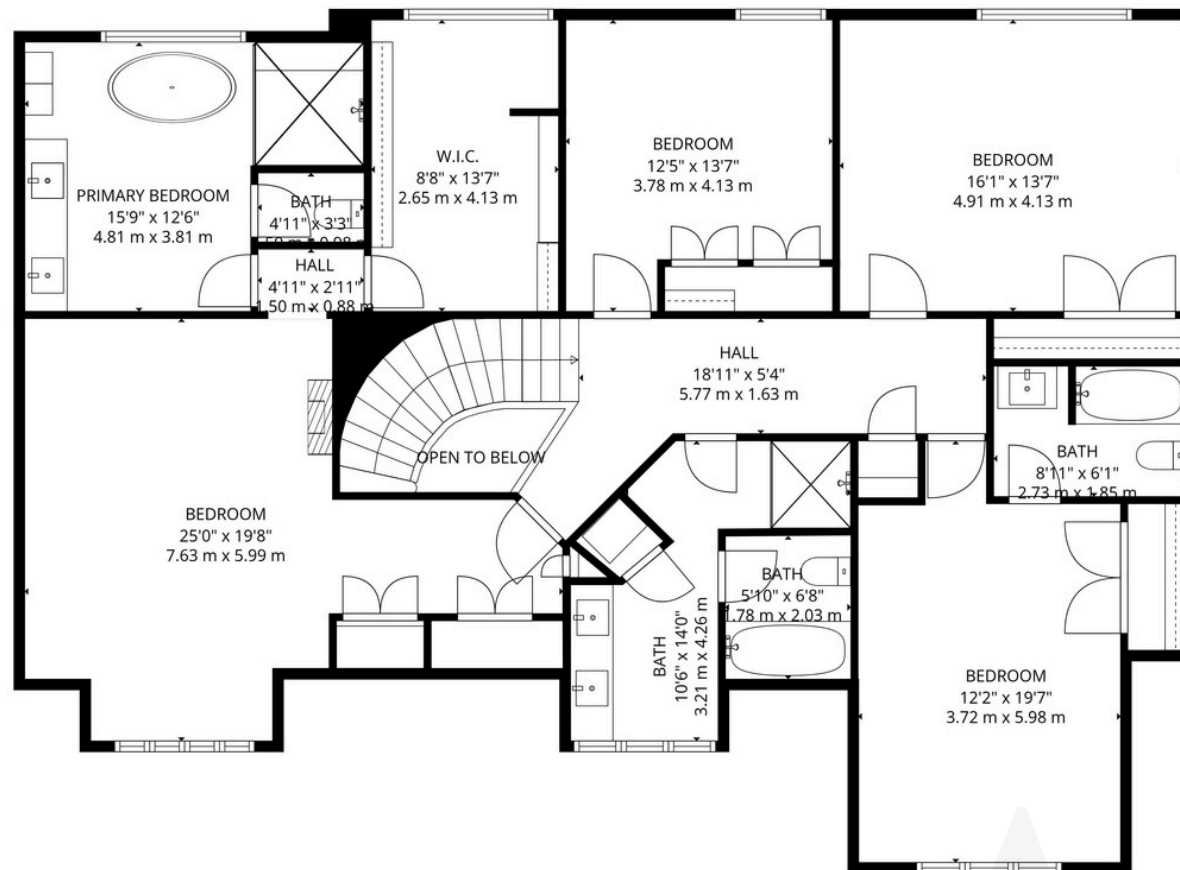 PRIMARY BEDROOM
15'9" x 12'6"
4.81 m x 3.81 m
BATH
4'11" x 3'3"
HALL
4'11" x 2'11"
1.50 m x 0.88 m
W.I.C.
8'8" x 13'7"
2.65 m x 4.13 m
BEDROOM
12'5" x 13'7"
3.78 m x 4.13 m
BEDROOM
16'1" x 13'7"
4.91 m x 4.13 m
HALL
18'11" x 5'4"
5.77 m x 1.63 m
OPEN TO BELOW
BATH
8'11" x 6'1"
2.73 m x 1.85 m
BEDROOM
25'0" x 19'8"
7.63 m x 5.99 m
BATH
10'6" x 14'0"
3.21 m x 4.26 m
BATH
5'10" x 6'8"
1.78 m x 2.03 m
BEDROOM
12'2" x 19'7"
3.72 m x 5.98 m